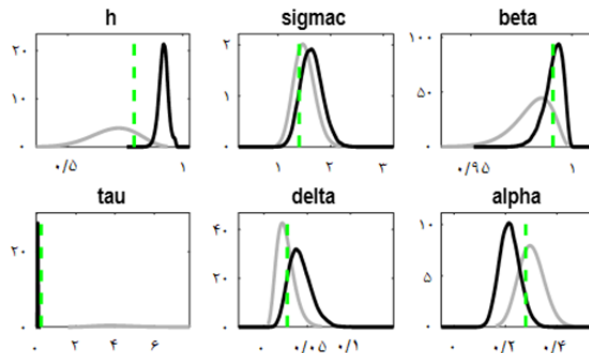 h sigmac beta
۲۰ ۲ ۱۰۰
۱۰ ۱ ۵۰
۰ ۰ ۰
۰/۵ ۱ ۱ ۲ ۳ ۰/۹۵ ۱
tau delta alpha
۲۰ ۴۰ ۱۰
۲۰ ۵
۰ ۰ ۰
۰ ۲ ۴ ۶ ۰ ۰/۰۵ ۰/۱ ۰ ۰/۲ ۰/۴